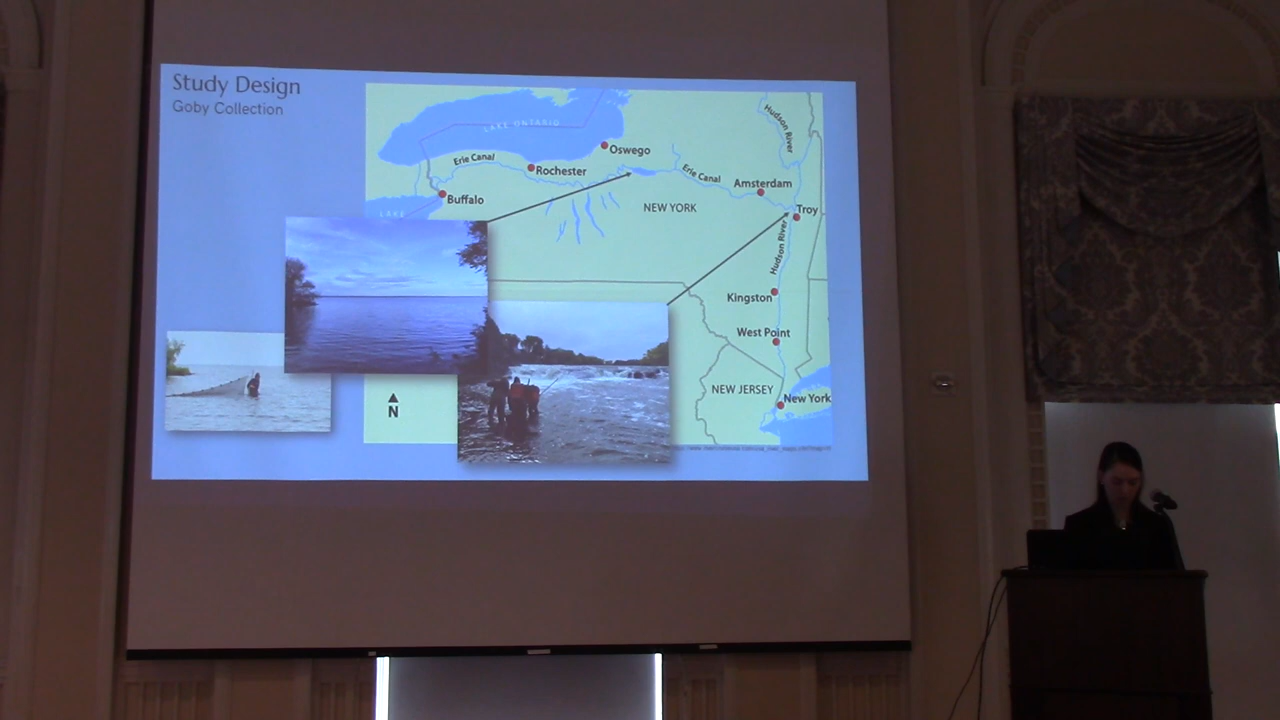 Study Design
Goby Collection
LAKE ONTARIO
Hudson River
Oswego
Erie Canal
Rochester
Erie Canal
Amsterdam
Buffalo
NEW YORK
Troy
LAKE
Hudson River
Kingston
West Point
NEW JERSEY
New York
N